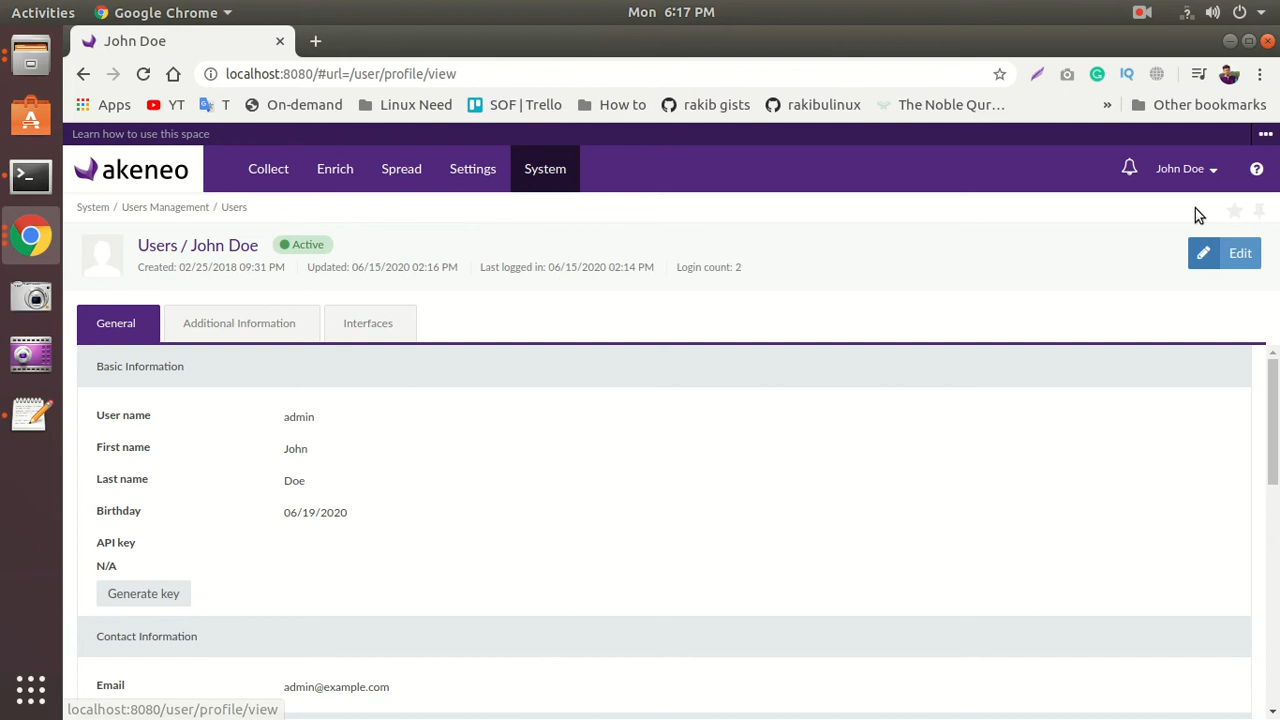 Activities Google Chrome Mon 6:17 PM
John Doe
localhost:8080/#url=/user/profile/view
Apps YT T On-demand Linux Need SOF | Trello How to rakib gists rakibulinux The Noble Qur... » Other bookmarks
Learn how to use this space
akeneo Collect Enrich Spread Settings System John Doe
System / Users Management / Users
Users / John Doe Active
Edit
Created: 02/25/2018 09:31 PM Updated: 06/15/2020 02:16 PM Last logged in: 06/15/2020 02:14 PM Login count: 2
General Additional Information Interfaces
Basic Information
User name admin
First name John
Last name Doe
Birthday 06/19/2020
API key
N/A
Generate key
Contact Information
Email admin@example.com
localhost:8080/user/profile/view